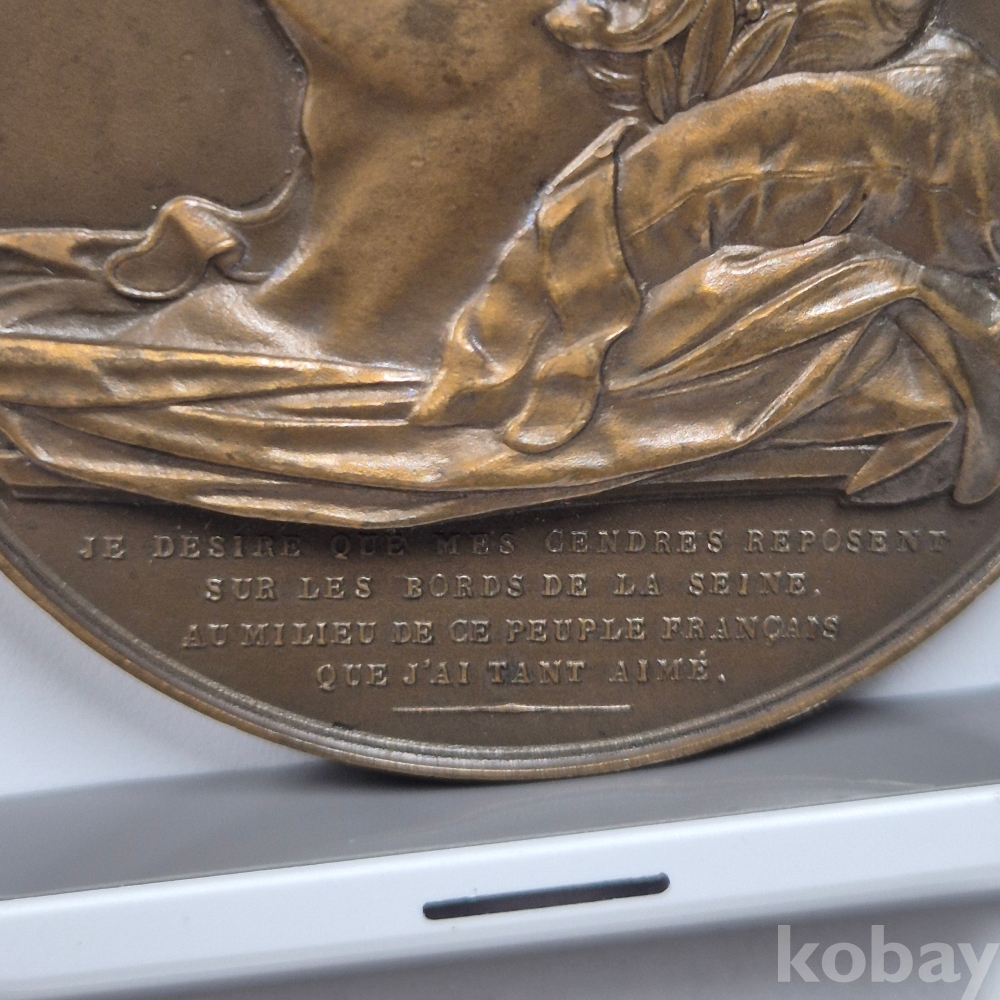 JE DESIRE QUE MES CENDRES REPOSENT
SUR LES BORDS DE LA SEINE.
AU MILIEU DE CE PEUPLE FRANÇAIS
QUE J'AI TANT AIMÉ.
kobay